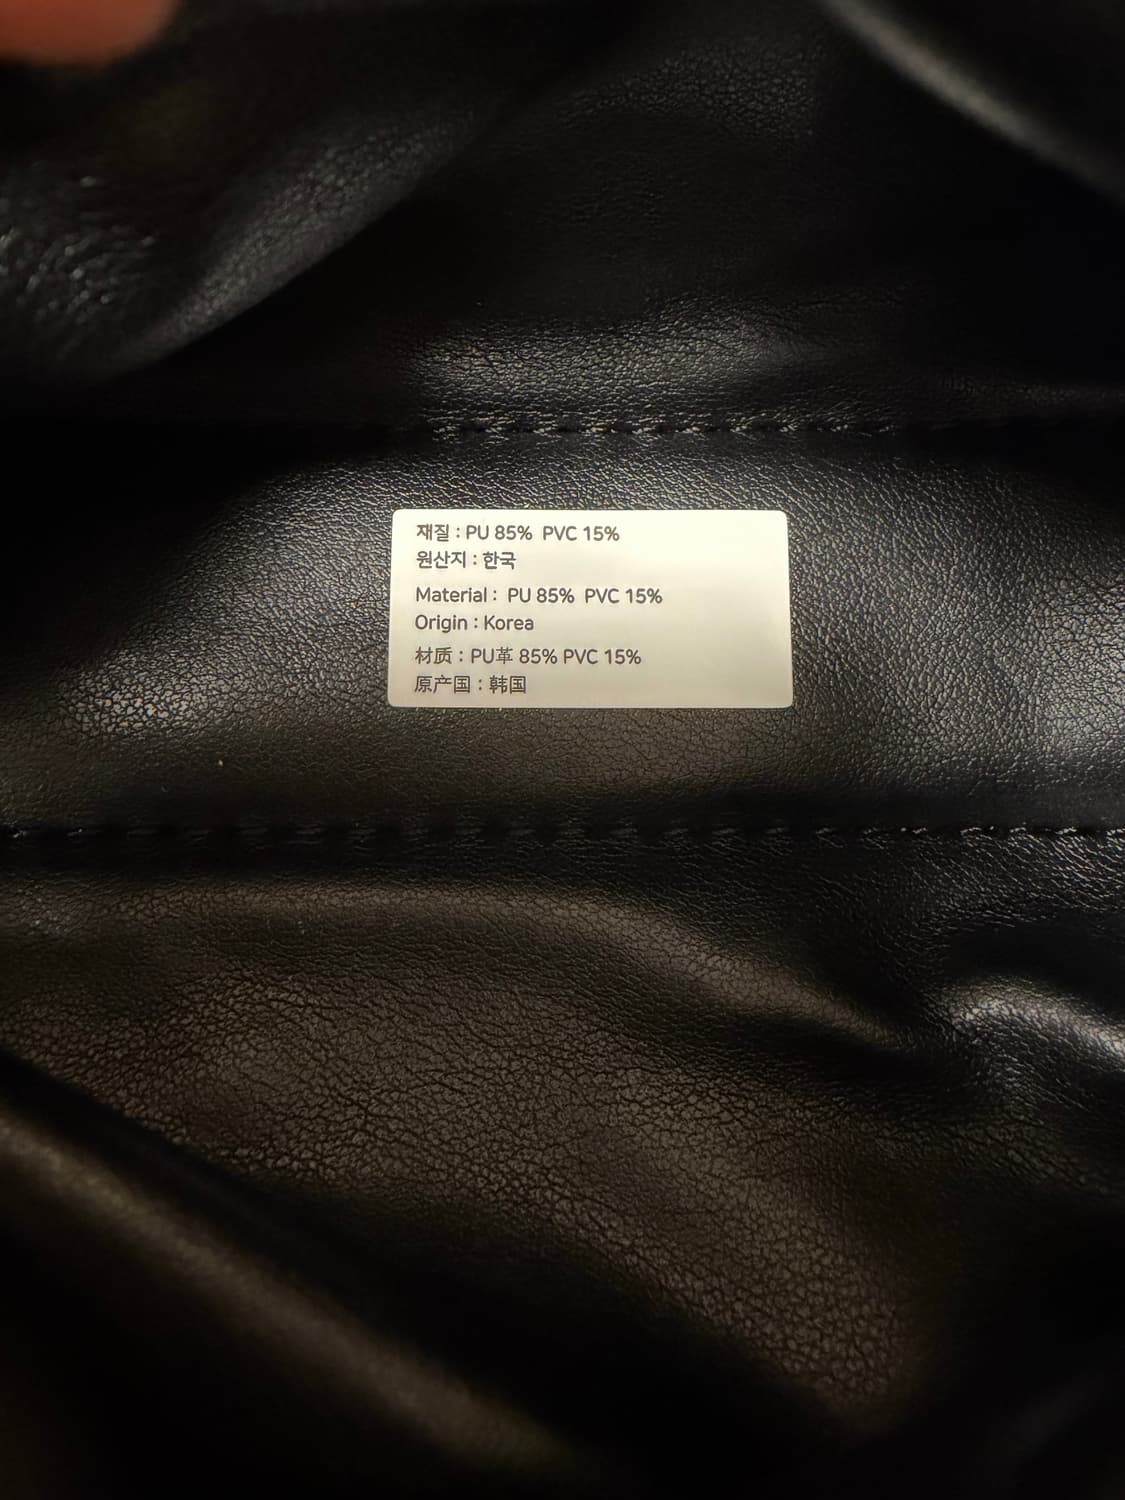 재질 : PU 85% PVC 15%
원산지 : 한국
Material : PU 85% PVC 15%
Origin : Korea
材质 : PU革 85% PVC 15%
原产国 : 韩国